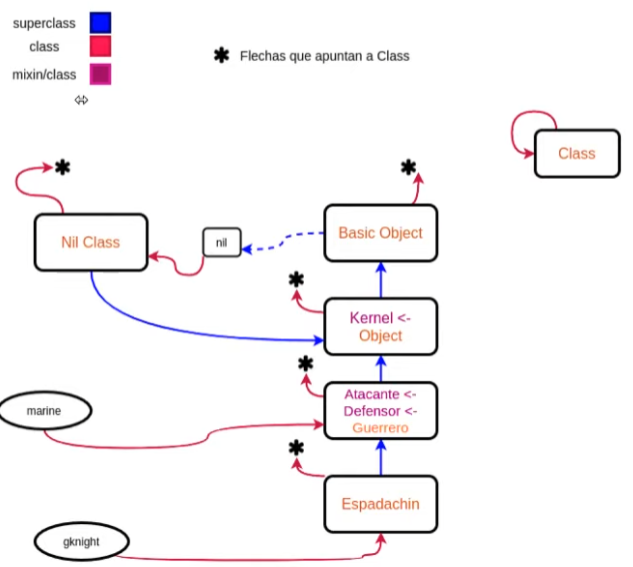 superclass
class
mixin/class
Flechas que apuntan a Class
Class
Nil Class
nil
Basic Object
Kernel <-
Object
Atacante <-
Defensor <-
Guerrero
marine
Espadachin
gknight